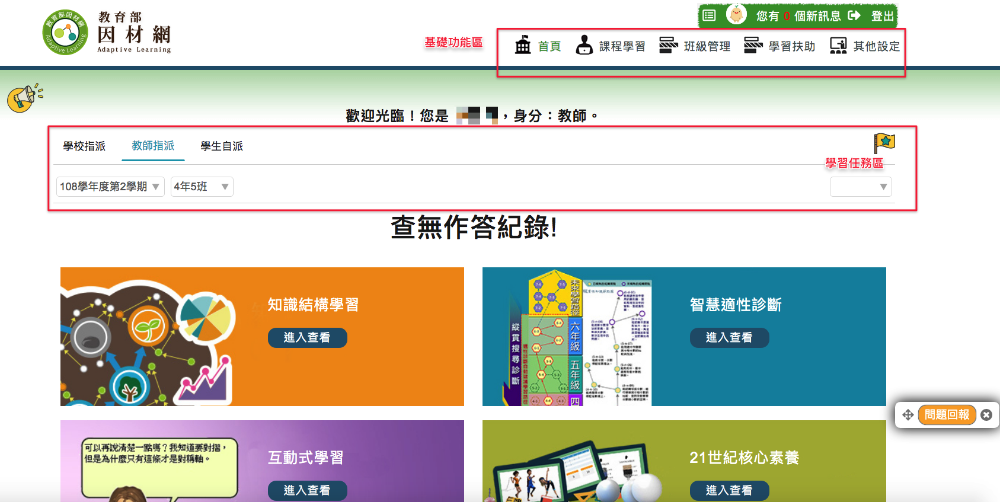 教育部因材網
Adaptive Learning
教育部
因材網
Adaptive Learning
您有 0 個新訊息 登出
基礎功能區
首頁 課程學習 班級管理 學習扶助 其他設定
歡迎光臨！您是
，身分：教師。
學校指派 教師指派 學生自派
學習任務區
108學年度第2學期 4年5班
查無作答紀錄!
知識結構學習
進入查看
智慧適性診斷
進入查看
縱貫搜尋診斷
六年級
五年級
四
問題回報
可以再說清楚一點嗎？我知道要對摺，
但是為什麼只有這條才是對稱軸。
互動式學習
進入查看
21世紀核心素養
進入查看